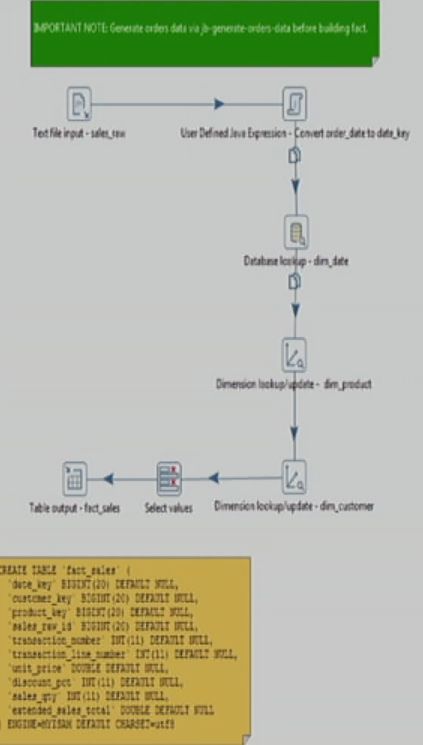 IMPORTANT NOTE: Generate orders data via jb-generate-orders-data before building fact.
Text file input - sales_raw
User Defined Java Expression - Convert order_date to date_key
Database lookup - dim_date
Dimension lookup/update - dim_product
Dimension lookup/update - dim_customer
Select values
Table output - fact_sales
CREATE TABLE `fact_sales` (
`date_key` BIGINT(20) DEFAULT NULL,
`customer_key` BIGINT(20) DEFAULT NULL,
`product_key` BIGINT(20) DEFAULT NULL,
`sales_raw_id` BIGINT(20) DEFAULT NULL,
`transaction_number` INT(11) DEFAULT NULL,
`transaction_line_number` INT(11) DEFAULT NULL,
`unit_price` DOUBLE DEFAULT NULL,
`discount_pct` INT(11) DEFAULT NULL,
`sales_qty` INT(11) DEFAULT NULL,
`extended_sales_total` DOUBLE DEFAULT NULL
) ENGINE=MYISAM DEFAULT CHARSET=utf8